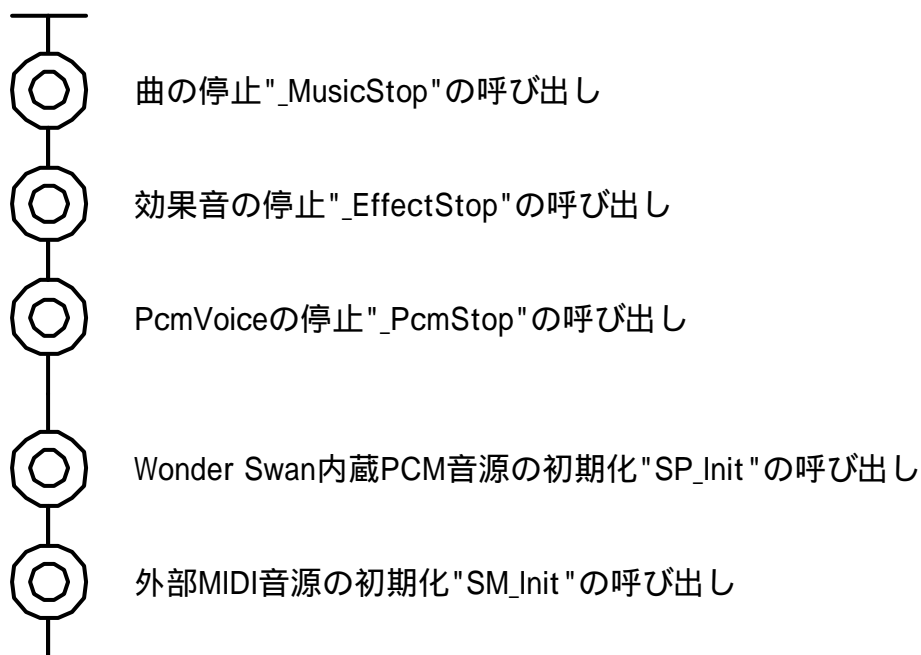 曲の停止"_MusicStop"の呼び出し
効果音の停止"_EffectStop"の呼び出し
PcmVoiceの停止"_PcmStop"の呼び出し
Wonder Swan内蔵PCM音源の初期化"SP_Init"の呼び出し
外部MIDI音源の初期化"SM_Init"の呼び出し